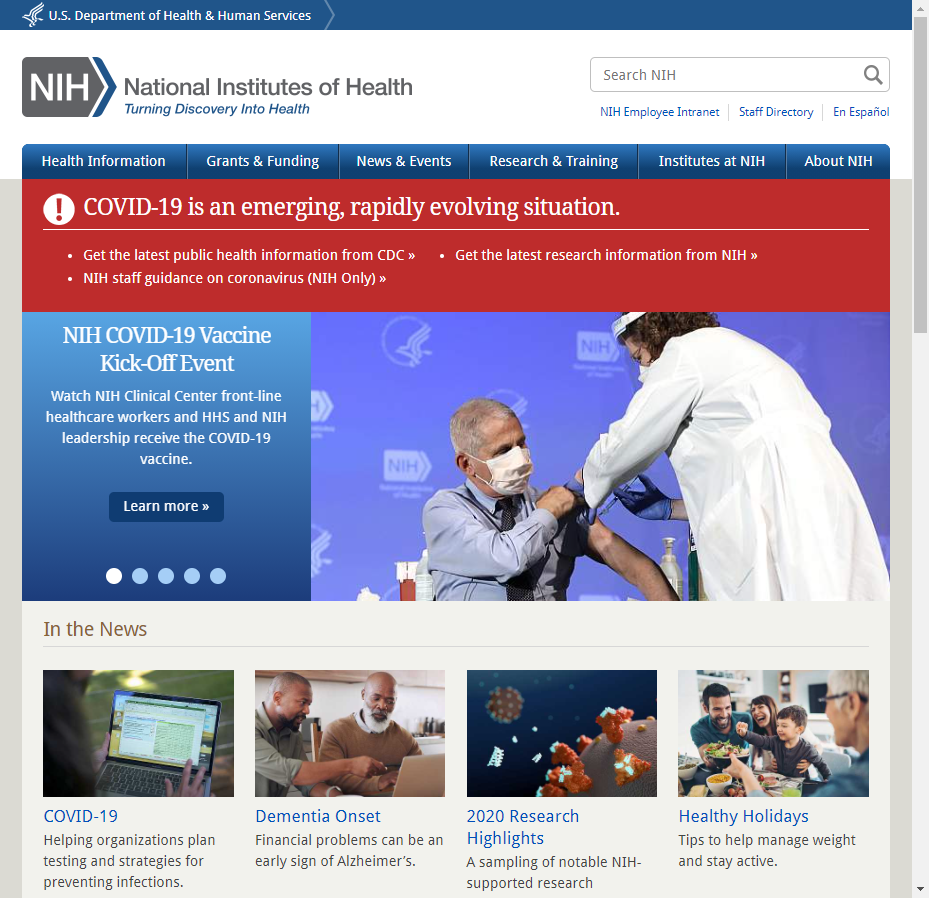 U.S. Department of Health & Human Services
NIH
National Institutes of Health
Turning Discovery Into Health
Search NIH
NIH Employee Intranet
Staff Directory
En Español
Health Information
Grants & Funding
News & Events
Research & Training
Institutes at NIH
About NIH
COVID-19 is an emerging, rapidly evolving situation.
• Get the latest public health information from CDC »
• Get the latest research information from NIH »
• NIH staff guidance on coronavirus (NIH Only) »
NIH COVID-19 Vaccine
Kick-Off Event
Watch NIH Clinical Center front-line
healthcare workers and HHS and NIH
leadership receive the COVID-19
vaccine.
Learn more »
NIH
NIH
In the News
COVID-19
Helping organizations plan
testing and strategies for
preventing infections.
Dementia Onset
Financial problems can be an
early sign of Alzheimer’s.
2020 Research
Highlights
A sampling of notable NIH-
supported research
Healthy Holidays
Tips to help manage weight
and stay active.